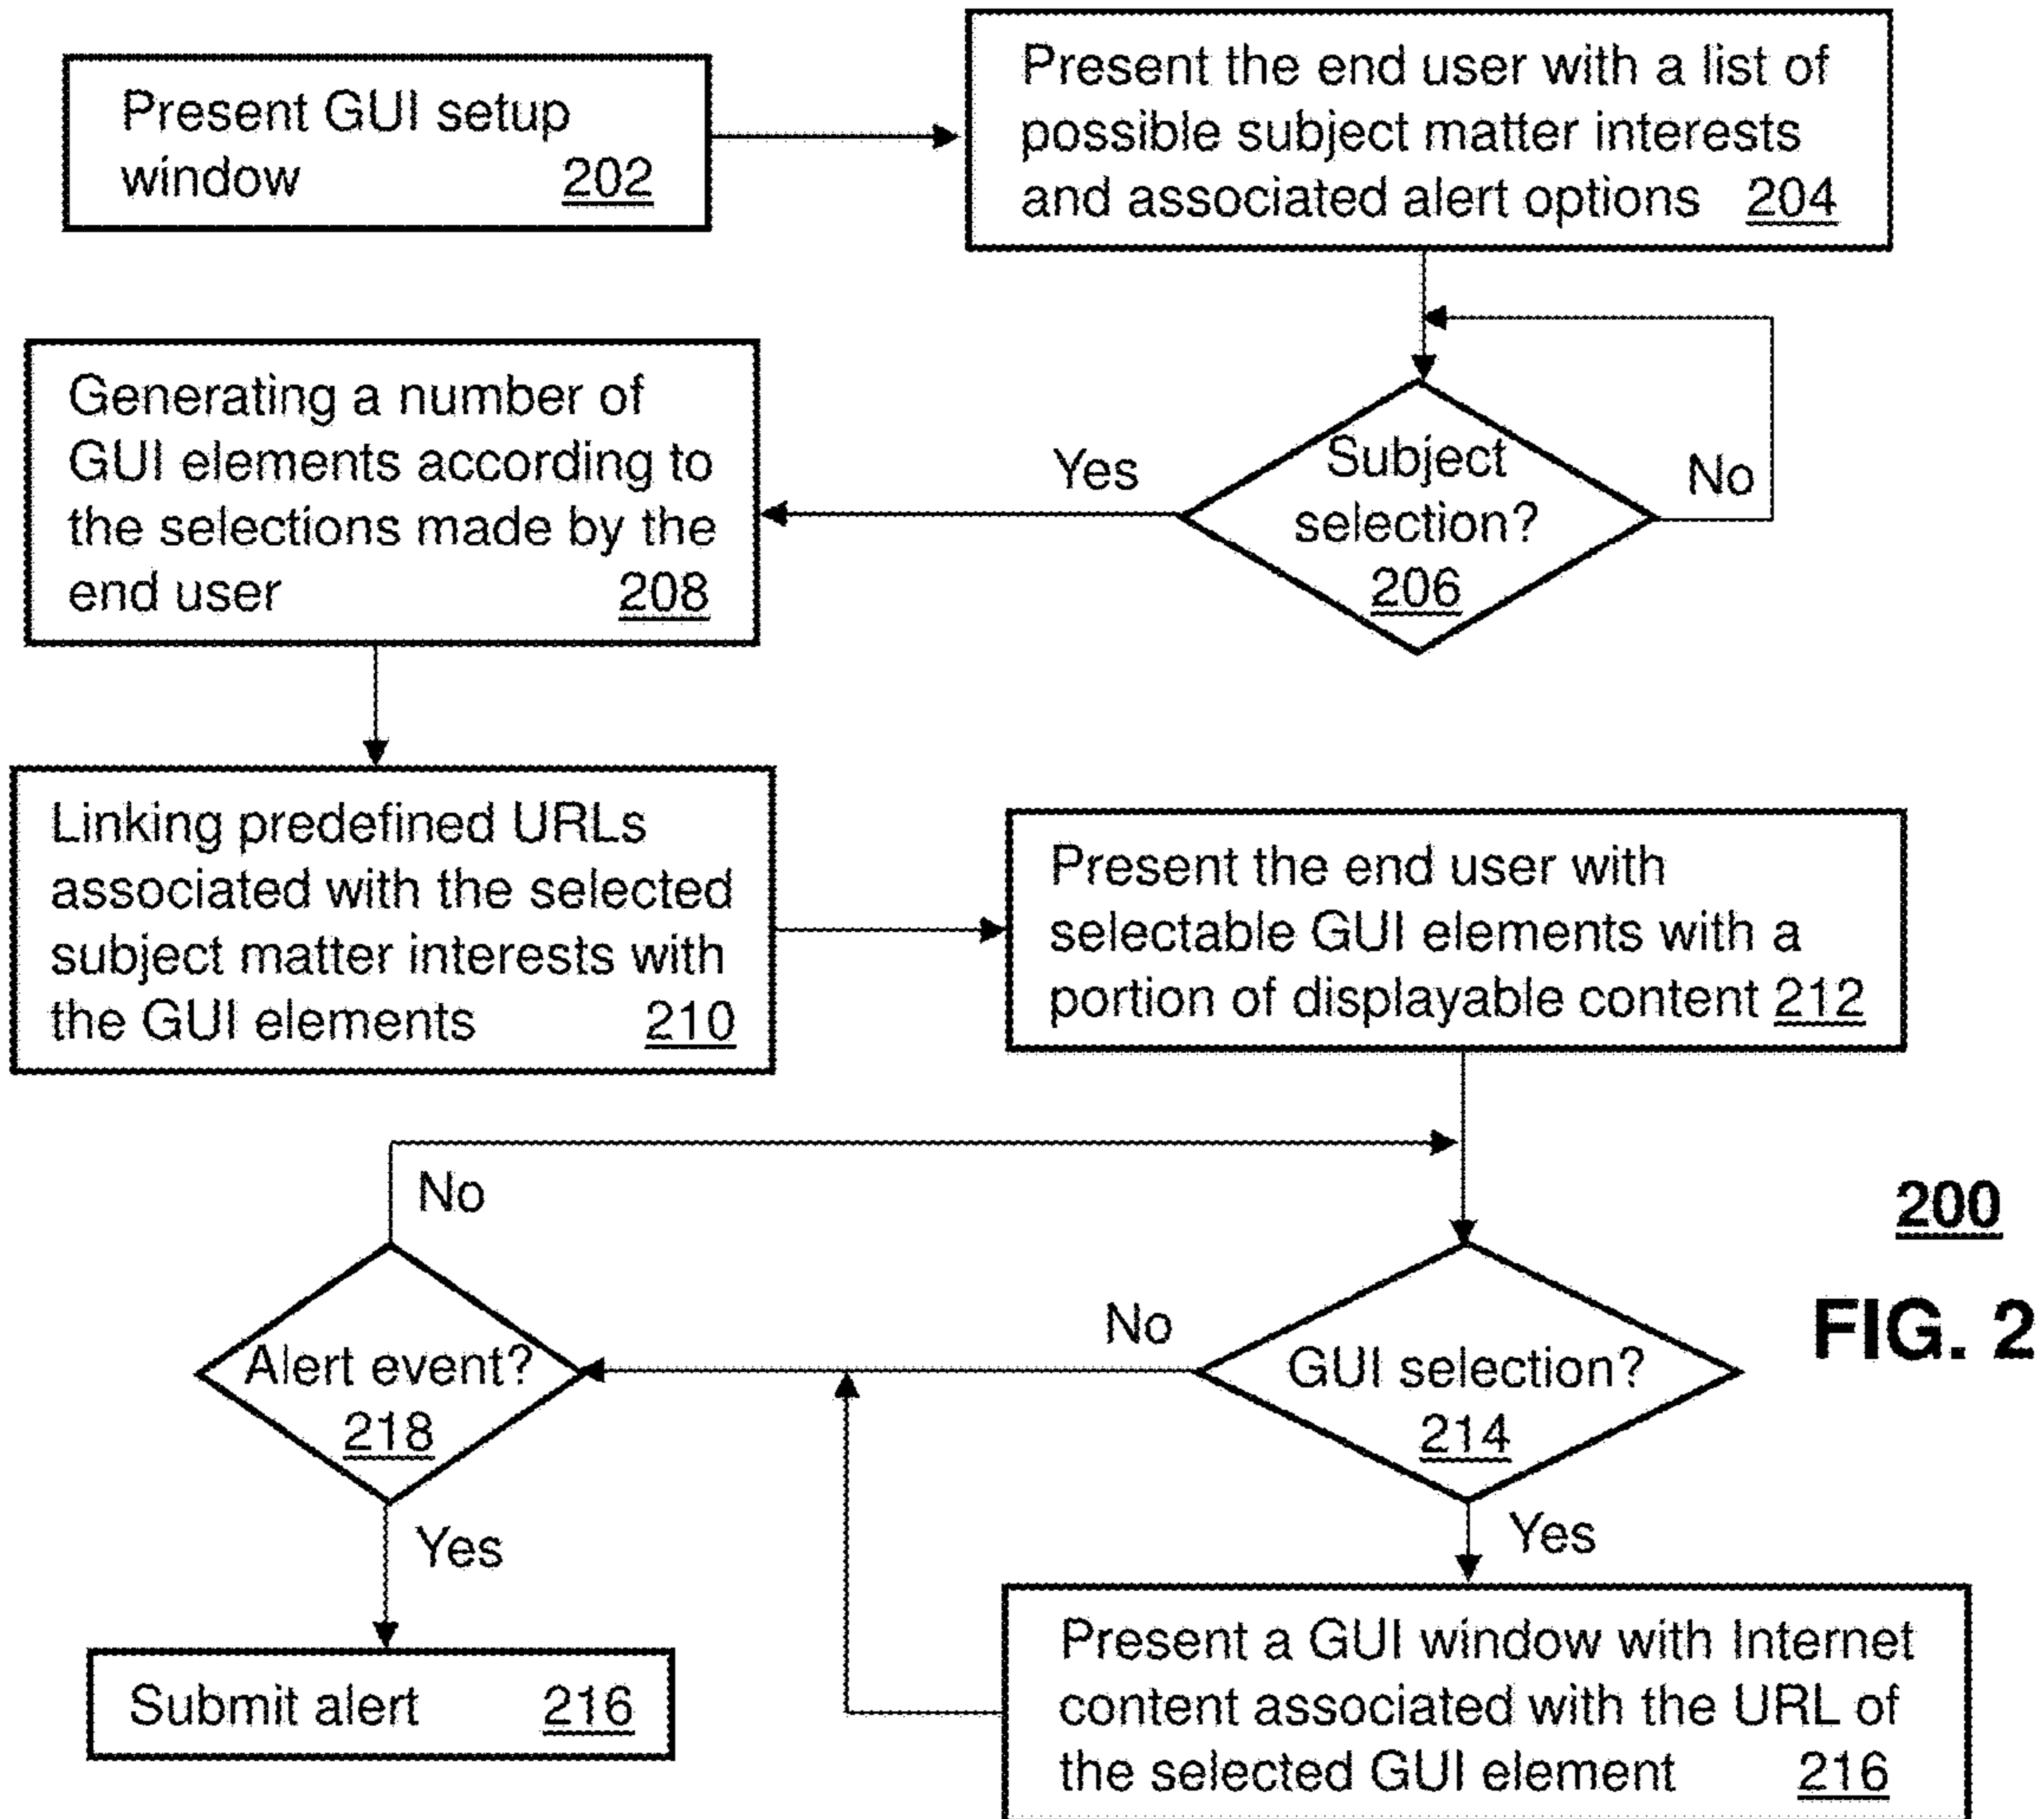 Present GUI setup
window 202
Present the end user with a list of
possible subject matter interests
and associated alert options 204
Subject
selection?
206
Yes
No
Generating a number of
GUI elements according to
the selections made by the
end user 208
Linking predefined URLs
associated with the selected
subject matter interests with
the GUI elements 210
Present the end user with
selectable GUI elements with a
portion of displayable content 212
No
Alert event?
218
Yes
No
GUI selection?
214
Yes
200
FIG. 2
Submit alert 216
Present a GUI window with Internet
content associated with the URL of
the selected GUI element 216